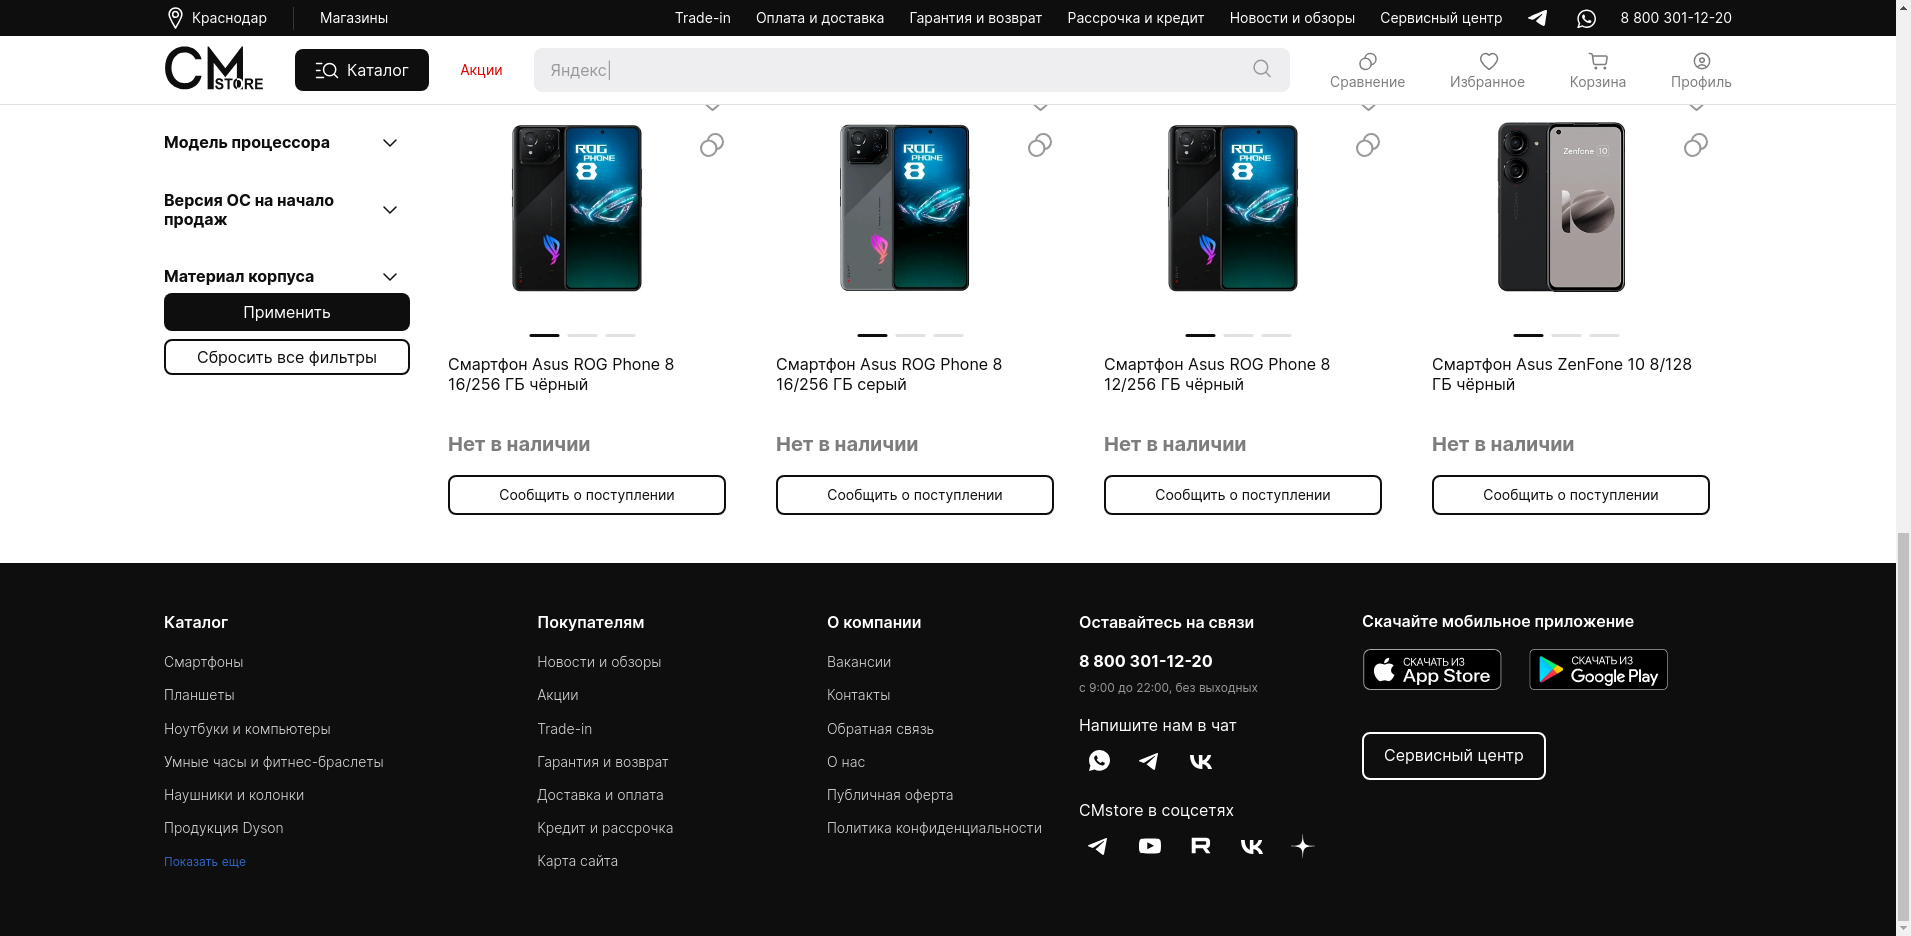 Краснодар
Магазины
Trade-in
Оплата и доставка
Гарантия и возврат
Рассрочка и кредит
Новости и обзоры
Сервисный центр
8 800 301-12-20
CM STORE
Каталог
Акции
Яндекс
Сравнение
Избранное
Корзина
Профиль
Модель процессора
Версия ОС на начало
продаж
Материал корпуса
Применить
Сбросить все фильтры
ROG
PHONE
8
ROG
PHONE
8
ROG
PHONE
8
Zenfone 10
Смартфон Asus ROG Phone 8
16/256 ГБ чёрный
Нет в наличии
Сообщить о поступлении
Смартфон Asus ROG Phone 8
16/256 ГБ серый
Нет в наличии
Сообщить о поступлении
Смартфон Asus ROG Phone 8
12/256 ГБ чёрный
Нет в наличии
Сообщить о поступлении
Смартфон Asus ZenFone 10 8/128
ГБ чёрный
Нет в наличии
Сообщить о поступлении
Каталог
Смартфоны
Планшеты
Ноутбуки и компьютеры
Умные часы и фитнес-браслеты
Наушники и колонки
Продукция Dyson
Показать еще
Покупателям
Новости и обзоры
Акции
Trade-in
Гарантия и возврат
Доставка и оплата
Кредит и рассрочка
Карта сайта
О компании
Вакансии
Контакты
Обратная связь
О нас
Публичная оферта
Политика конфиденциальности
Оставайтесь на связи
8 800 301-12-20
с 9:00 до 22:00, без выходных
Напишите нам в чат
CMstore в соцсетях
Скачайте мобильное приложение
СКАЧАТЬ ИЗ
App Store
СКАЧАТЬ ИЗ
Google Play
Сервисный центр